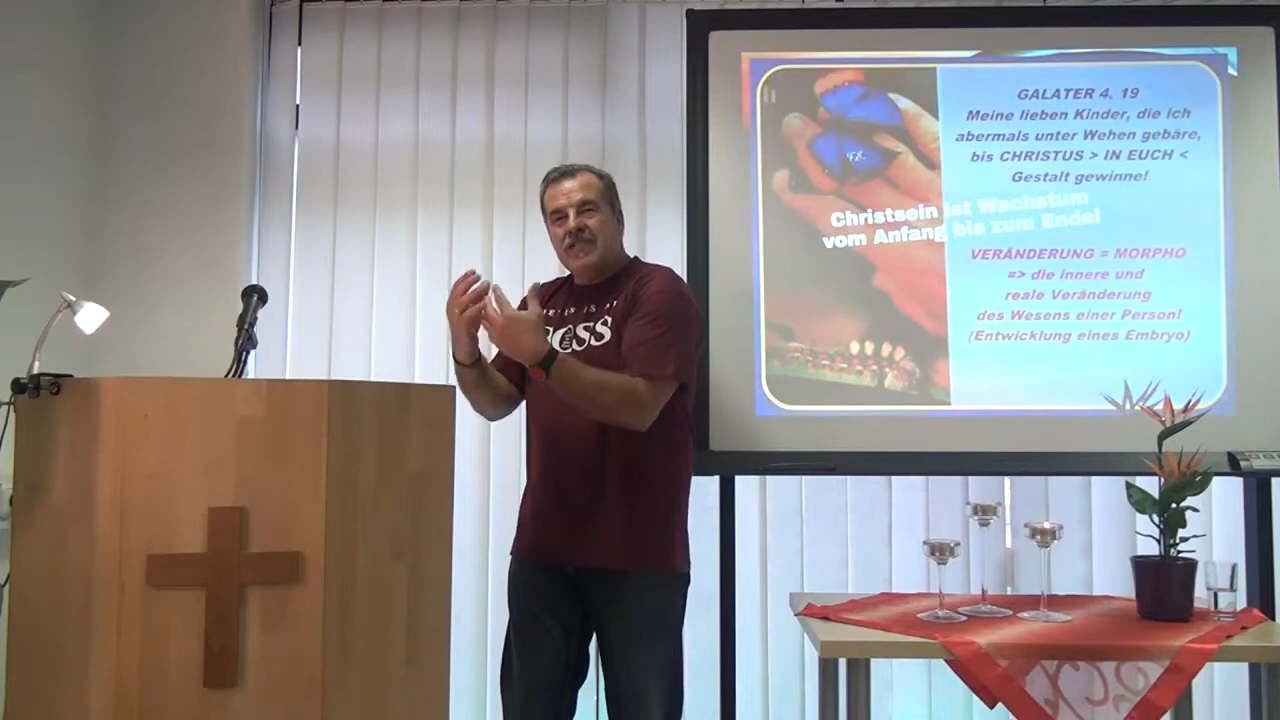 GALATER 4. 19
Meine lieben Kinder, die ich
abermals unter Wehen gebäre,
bis CHRISTUS > IN EUCH <
Gestalt gewinne!
Christsein ist Wachstum
vom Anfang bis zum Ende!
VERÄNDERUNG = MORPHO
=> die innere und
reale Veränderung
des Wesens einer Person!
(Entwicklung eines Embryo)